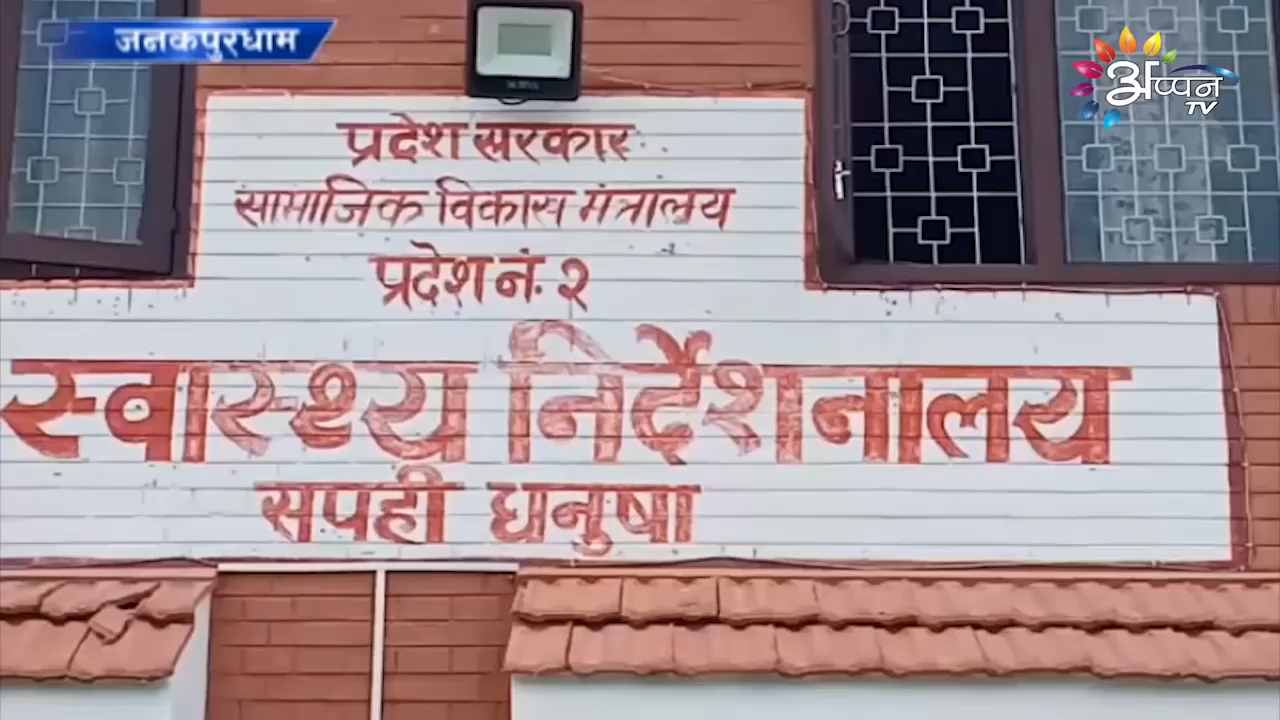 जनकपुरधाम
अप्पन
TV
प्रदेश सरकार
सामाजिक विकास मंत्रालय
प्रदेश नं. २
स्वास्थ्य निर्देशनालय
सपही धनुषा